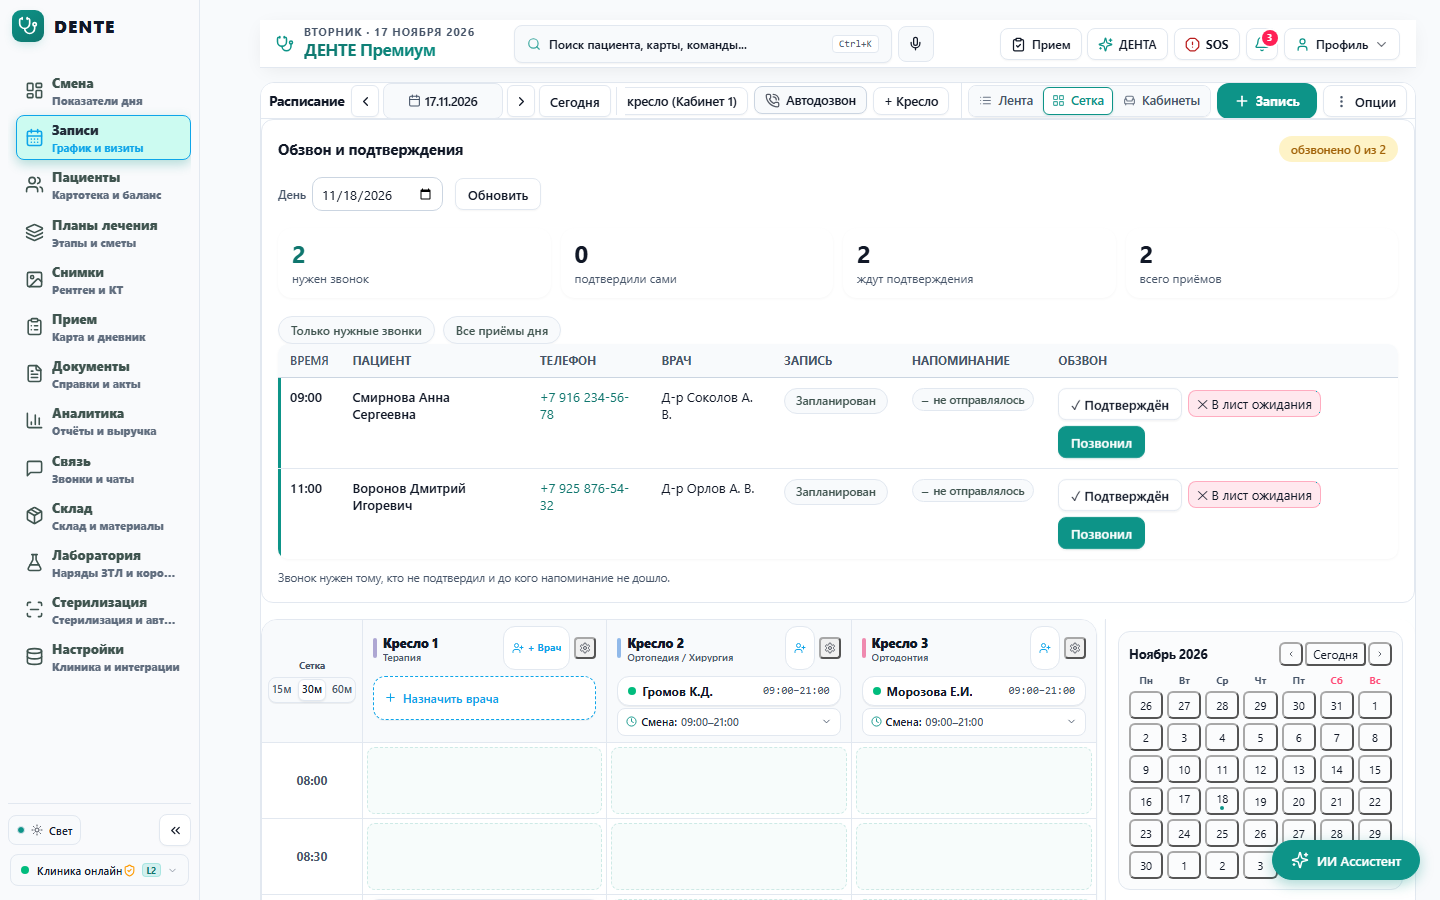 DENTE
Смена
Показатели дня
Записи
График и визиты
Пациенты
Картотека и баланс
Планы лечения
Этапы и сметы
Снимки
Рентген и КТ
Прием
Карта и дневник
Документы
Справки и акты
Аналитика
Отчёты и выручка
Связь
Звонки и чаты
Склад
Склад и материалы
Лаборатория
Наряды ЗТЛ и коро...
Стерилизация
Стерилизация и авт...
Настройки
Клиника и интеграции
Свет
«
Клиника онлайн L2
ВТОРНИК · 17 НОЯБРЯ 2026
ДЕНТЕ Премиум
Поиск пациента, карты, команды... Ctrl+K
Прием
ДЕНТА
SOS
3
Профиль
Расписание
17.11.2026
Сегодня
кресло (Кабинет 1)
Автодозвон
+ Кресло
Лента
Сетка
Кабинеты
+ Запись
Опции
Обзвон и подтверждения
обзвонено 0 из 2
День 11/18/2026 Обновить
2
нужен звонок
0
подтвердили сами
2
ждут подтверждения
2
всего приёмов
Только нужные звонки
Все приёмы дня
ВРЕМЯ ПАЦИЕНТ ТЕЛЕФОН ВРАЧ ЗАПИСЬ НАПОМИНАНИЕ ОБЗВОН
09:00 Смирнова Анна Сергеевна +7 916 234-56-78 Д-р Соколов А. В. Запланирован – не отправлялось ✓ Подтверждён ✕ В лист ожидания
Позвонил
11:00 Воронов Дмитрий Игоревич +7 925 876-54-32 Д-р Орлов А. В. Запланирован – не отправлялось ✓ Подтверждён ✕ В лист ожидания
Позвонил
Звонок нужен тому, кто не подтвердил и до кого напоминание не дошло.
Сетка
15м 30м 60м
Кресло 1
Терапия
+ Врач
+ Назначить врача
Кресло 2
Ортопедия / Хирургия
Громов К.Д. 09:00–21:00
Смена: 09:00–21:00
Кресло 3
Ортодонтия
Морозова Е.И. 09:00–21:00
Смена: 09:00–21:00
08:00
08:30
Ноябрь 2026
‹ Сегодня ›
Пн Вт Ср Чт Пт Сб Вс
26 27 28 29 30 31 1
2 3 4 5 6 7 8
9 10 11 12 13 14 15
16 17 18 19 20 21 22
23 24 25 26 27 28 29
30 1 2 3
ИИ Ассистент